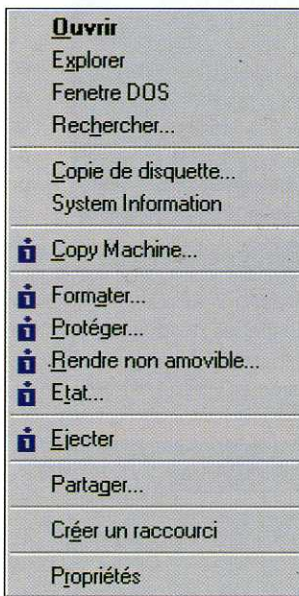 Ouvrir
Explorer
Fenetre DOS
Rechercher...
Copie de disquette...
System Information
Copy Machine...
Formater...
Protéger...
Rendre non amovible...
Etat...
Ejecter
Partager...
Créer un raccourci
Propriétés